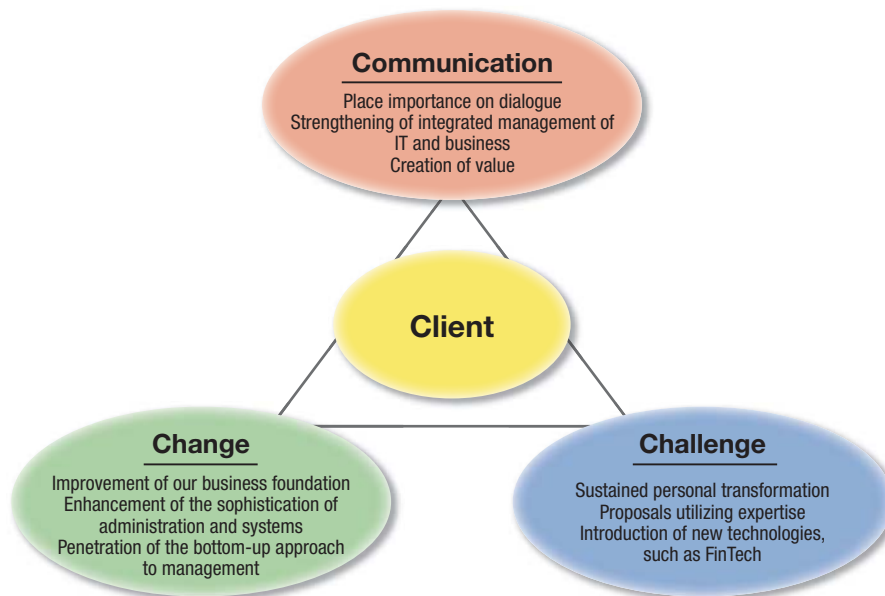 Communication
Place importance on dialogue
Strengthening of integrated management of
IT and business
Creation of value
Client
Change
Improvement of our business foundation
Enhancement of the sophistication of
administration and systems
Penetration of the bottom-up approach
to management
Challenge
Sustained personal transformation
Proposals utilizing expertise
Introduction of new technologies,
such as FinTech